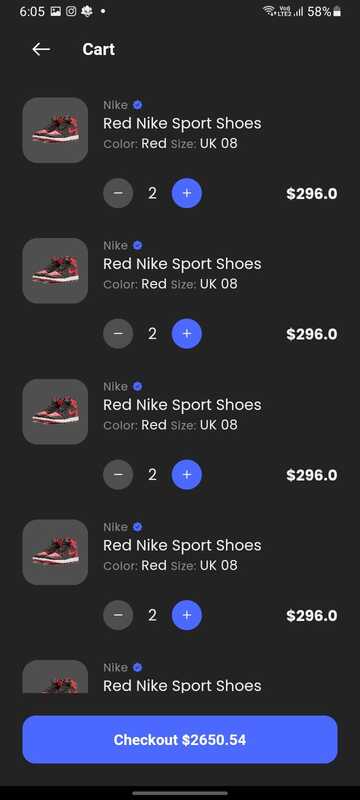 6:05 Vo) LTE2 58%
Cart
Nike
Red Nike Sport Shoes
Color: Red Size: UK 08
2 $296.0
Nike
Red Nike Sport Shoes
Color: Red Size: UK 08
2 $296.0
Nike
Red Nike Sport Shoes
Color: Red Size: UK 08
2 $296.0
Nike
Red Nike Sport Shoes
Color: Red Size: UK 08
2 $296.0
Nike
Red Nike Sport Shoes
Checkout $2650.54